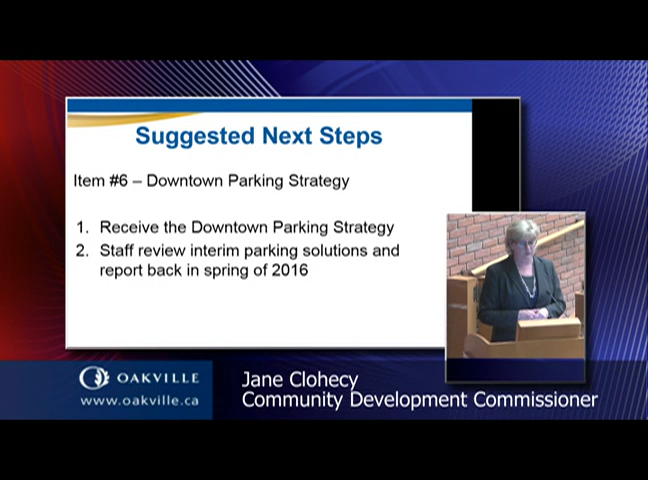 Suggested Next Steps
Item #6 – Downtown Parking Strategy
1. Receive the Downtown Parking Strategy
2. Staff review interim parking solutions and
report back in spring of 2016
OAKVILLE
www.oakville.ca
Jane Clohecy
Community Development Commissioner